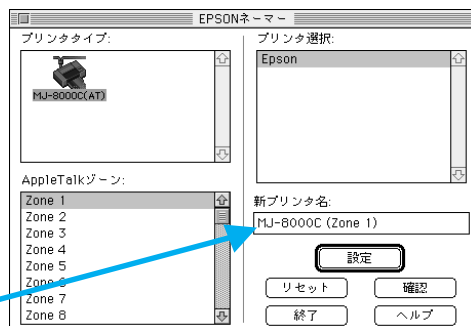 EPSONネーマー
プリンタタイプ:
MJ-8000C(AT)
AppleTalkゾーン:
Zone 1
Zone 2
Zone 3
Zone 4
Zone 5
Zone 6
Zone 7
Zone 8
プリンタ選択:
Epson
新プリンタ名:
MJ-8000C (Zone 1)
設定
リセット
確認
終了
ヘルプ